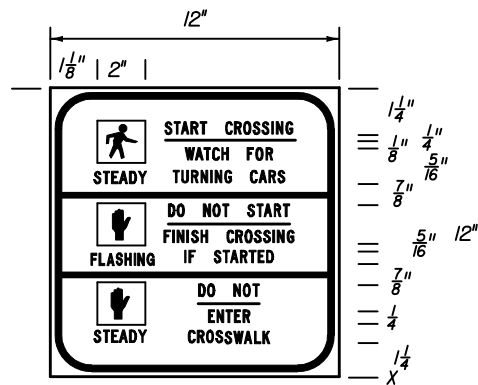 12"
1 1/8" 2"
START CROSSING
WATCH FOR
TURNING CARS
STEADY
DO NOT START
FINISH CROSSING
IF STARTED
FLASHING
DO NOT
ENTER
CROSSWALK
STEADY
1 1/4"
1/8" 1/4"
5/16"
7/8"
5/16" 12"
7/8"
1/4
1 1/4
X